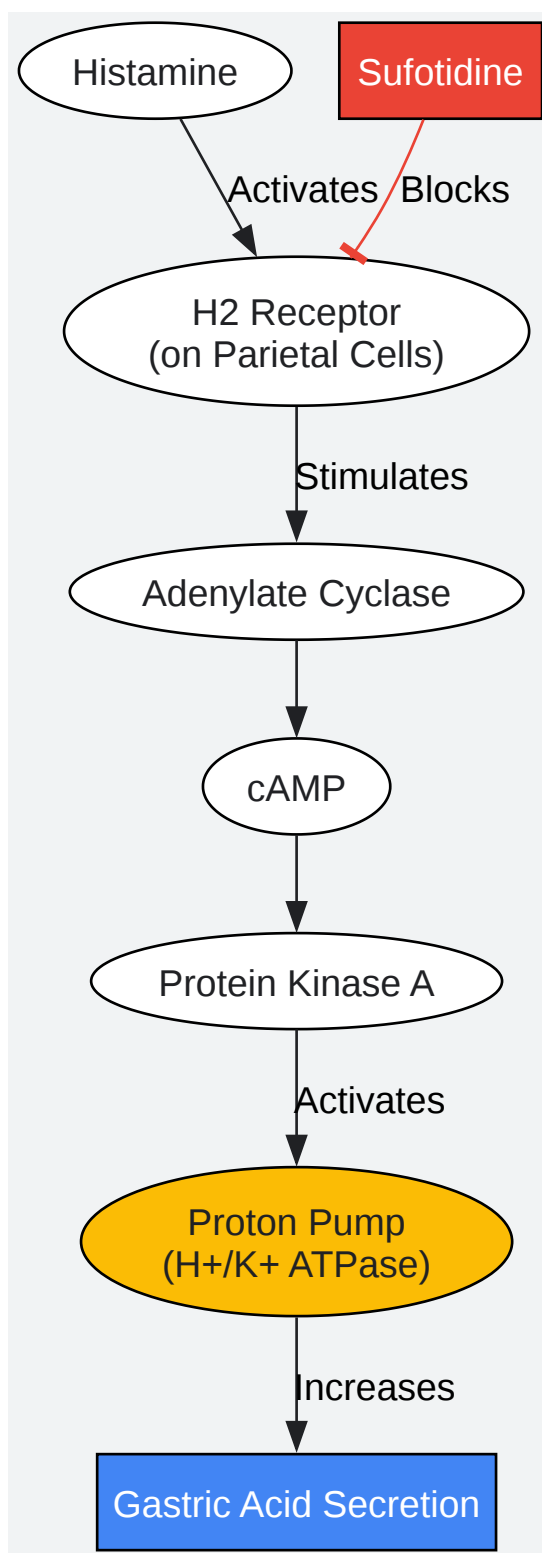 Histamine
Sufotidine
Activates
Blocks
H2 Receptor
(on Parietal Cells)
Stimulates
Adenylate Cyclase
cAMP
Protein Kinase A
Activates
Proton Pump
(H+/K+ ATPase)
Increases
Gastric Acid Secretion